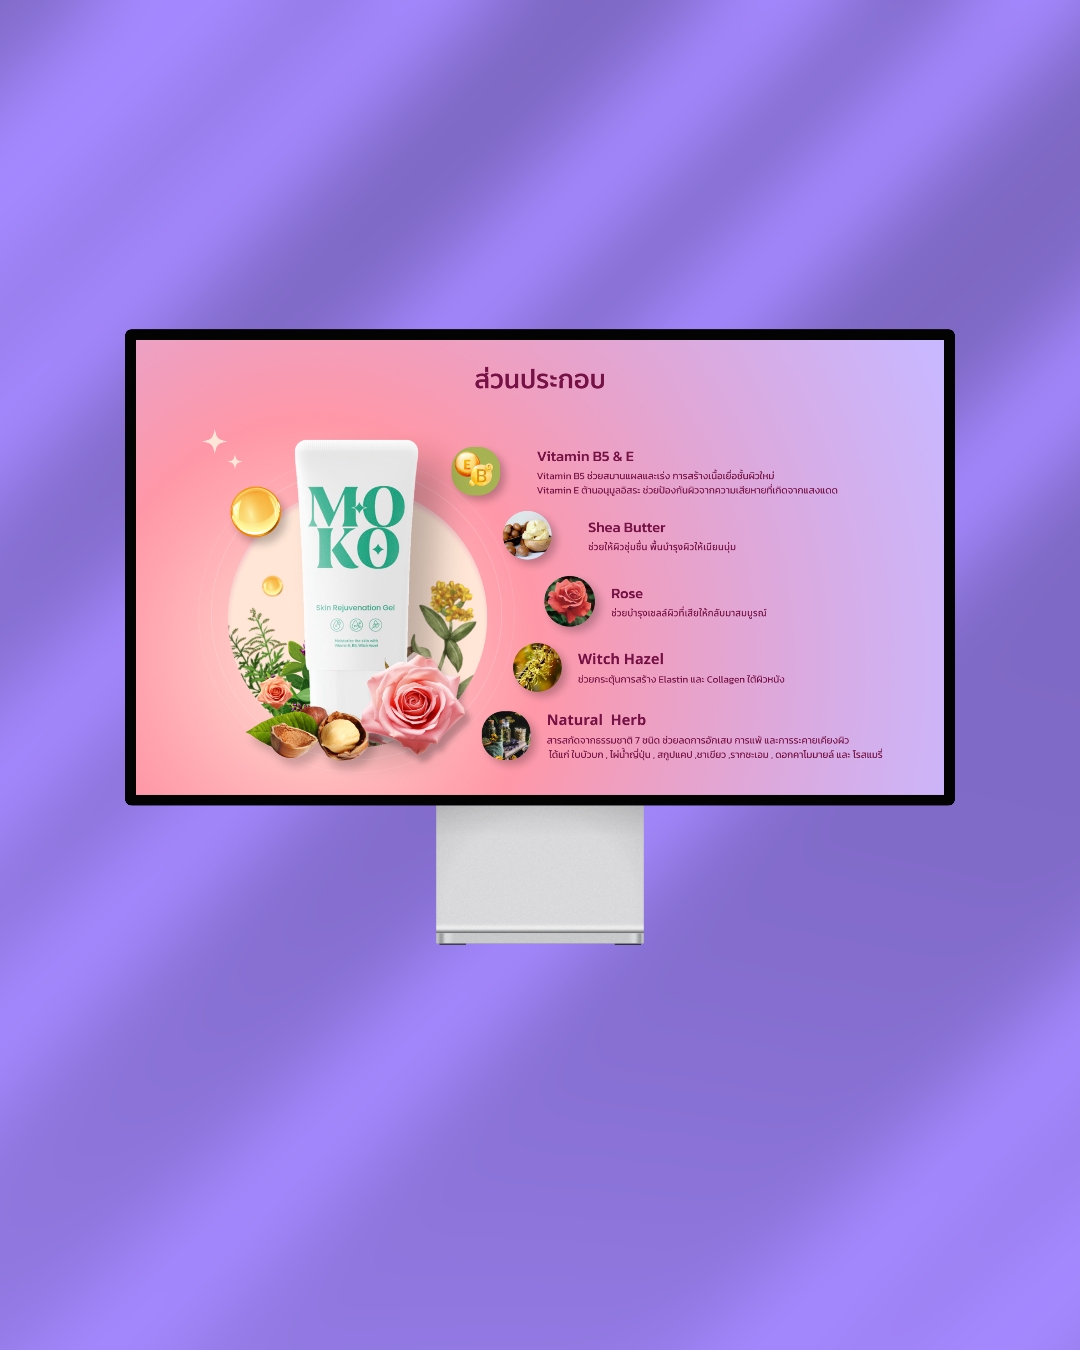 ส่วนประกอบ
MO
KO
Skin Rejuvenation Gel
Moisturize the skin with
Vitamin E, B5, Witch Hazel
E
B
Vitamin B5 & E
Vitamin B5 ช่วยสมานแผลและเร่ง การสร้างเนื้อเยื่อชั้นผิวใหม่
Vitamin E ต้านอนุมูลอิสระ ช่วยป้องกันผิวจากความเสียหายที่เกิดจากแสงแดด
Shea Butter
ช่วยให้ผิวชุ่มชื่น พื้นบำรุงผิวให้เนียนนุ่ม
Rose
ช่วยบำรุงเซลล์ผิวที่เสียให้กลับมาสมบูรณ์
Witch Hazel
ช่วยกระตุ้นการสร้าง Elastin และ Collagen ใต้ผิวหนัง
Natural Herb
สารสกัดจากธรรมชาติ 7 ชนิด ช่วยลดการอักเสบ การแพ้ และการระคายเคียงผิว
ได้แก่ ใบบัวบก , ไผ่น้ำญี่ปุ่น , สกูปแคป ,ชาเขียว ,รากชะเอม , ดอกคาโมมายล์ และ โรสแมรี่